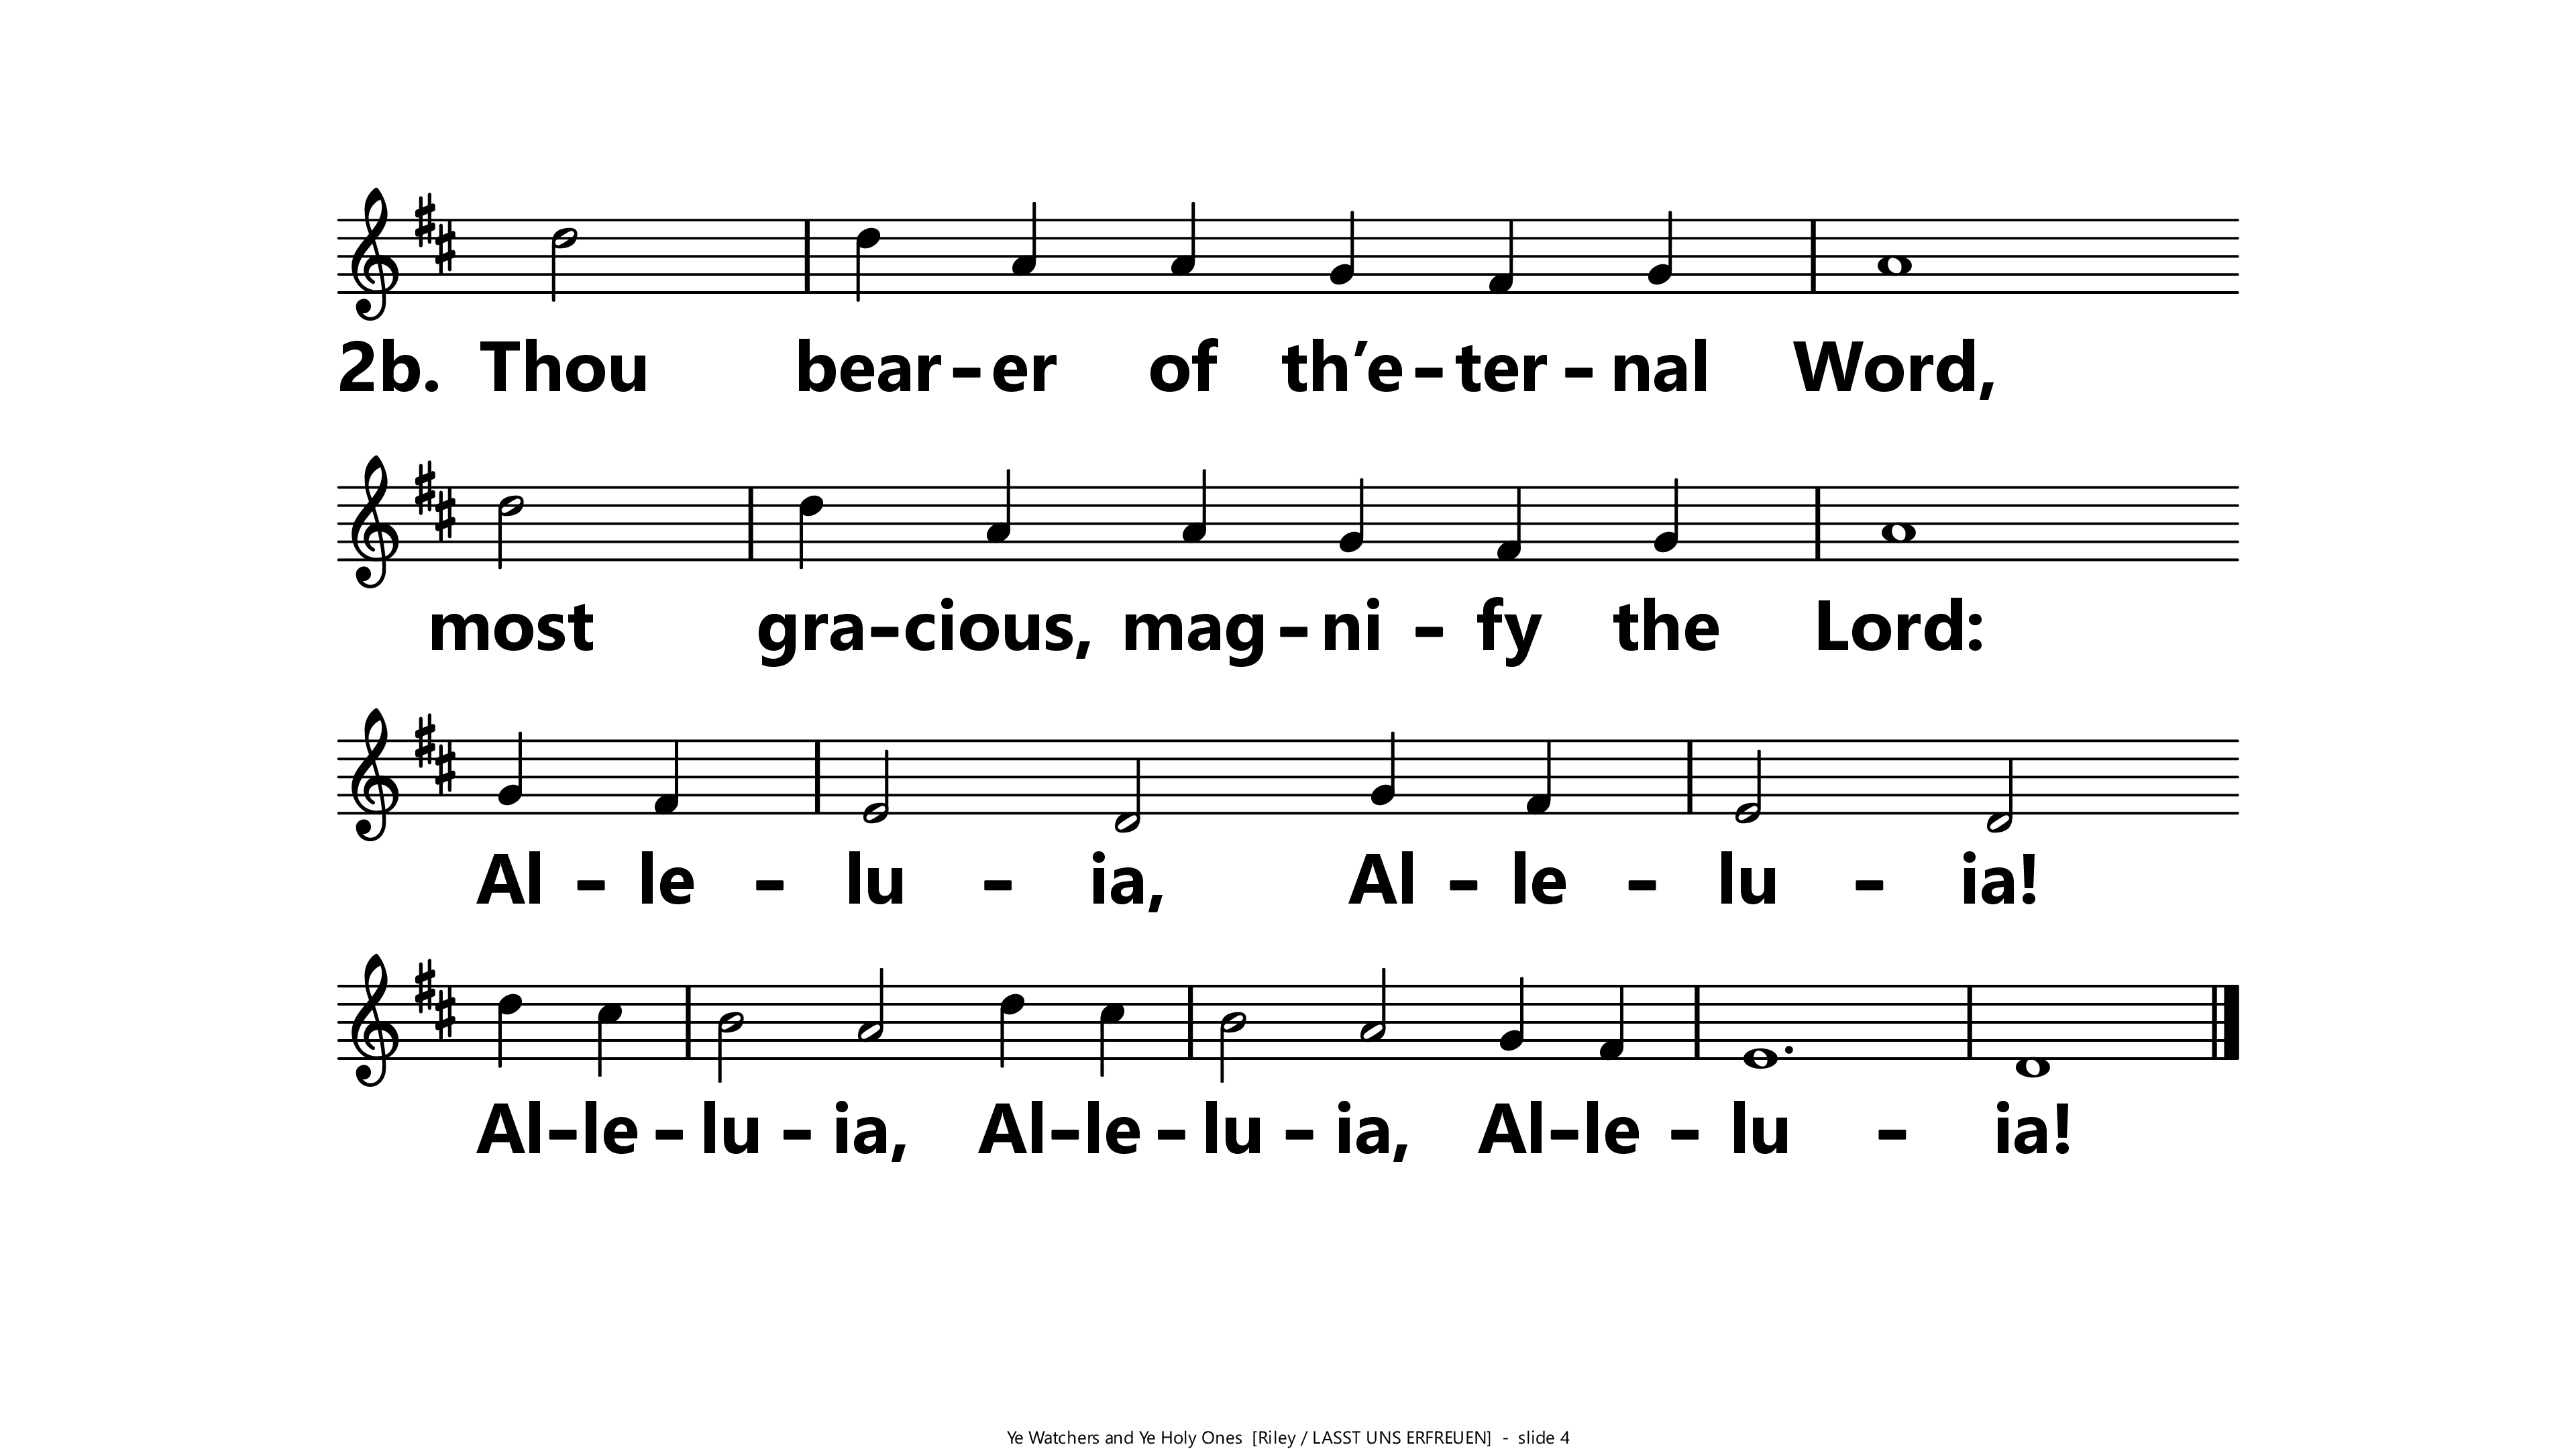 2b. Thou bear-er of th’e-ter-nal Word,
most gra-cious, mag-ni-fy the Lord:
Al-le-lu-ia, Al-le-lu-ia!
Al-le-lu-ia, Al-le-lu-ia, Al-le-lu-ia!
Ye Watchers and Ye Holy Ones [Riley / LASST UNS ERFREUEN] - slide 4